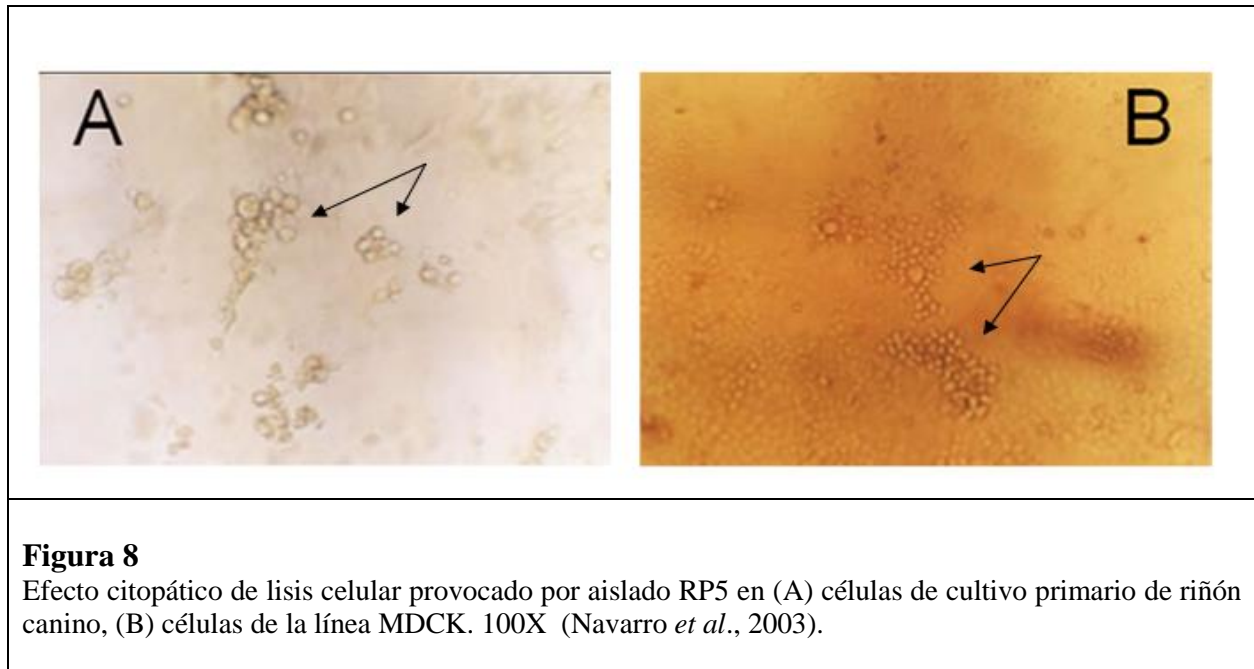 A
B
Figura 8
Efecto citopático de lisis celular provocado por aislado RP5 en (A) células de cultivo primario de riñón
canino, (B) células de la línea MDCK. 100X (Navarro et al., 2003).